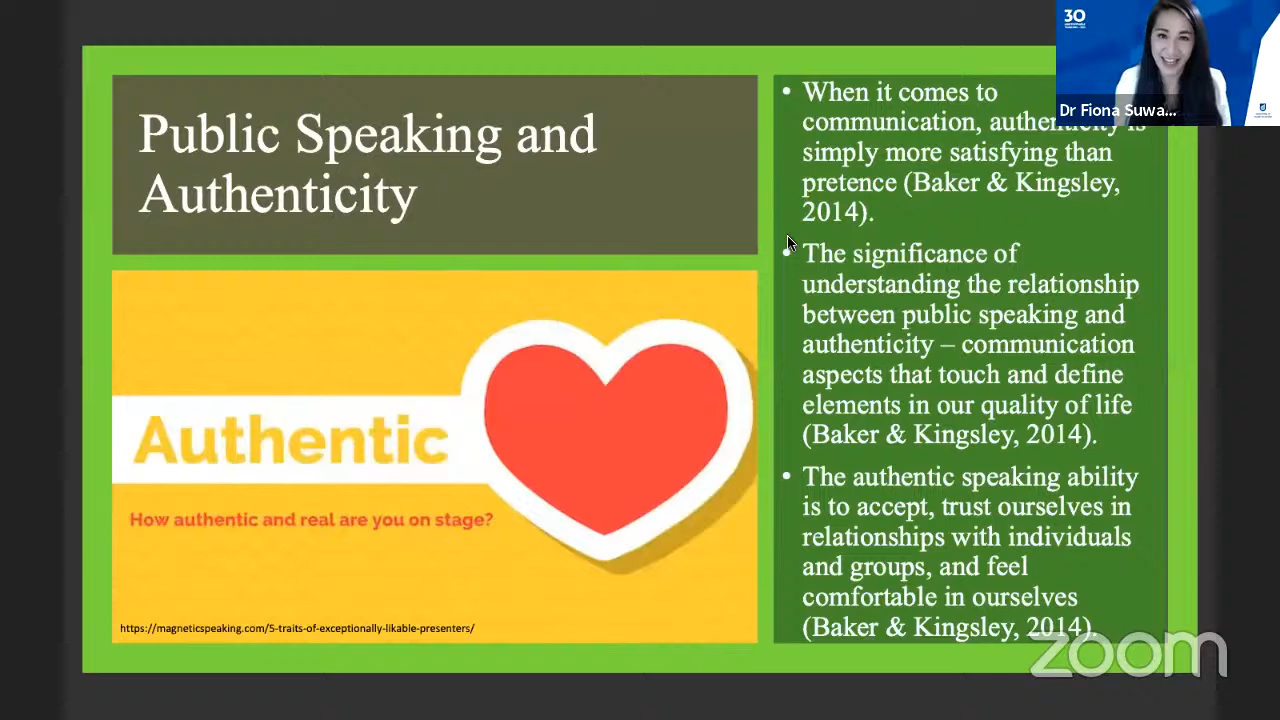 Public Speaking and
Authenticity
Authentic
How authentic and real are you on stage?
https://magneticspeaking.com/5-traits-of-exceptionally-likable-presenters/
• When it comes to
communication, authenticity is
simply more satisfying than
pretence (Baker & Kingsley,
2014).
• The significance of
understanding the relationship
between public speaking and
authenticity – communication
aspects that touch and define
elements in our quality of life
(Baker & Kingsley, 2014).
• The authentic speaking ability
is to accept, trust ourselves in
relationships with individuals
and groups, and feel
comfortable in ourselves
(Baker & Kingsley, 2014).
30
Dr Fiona Suwa...
zoom